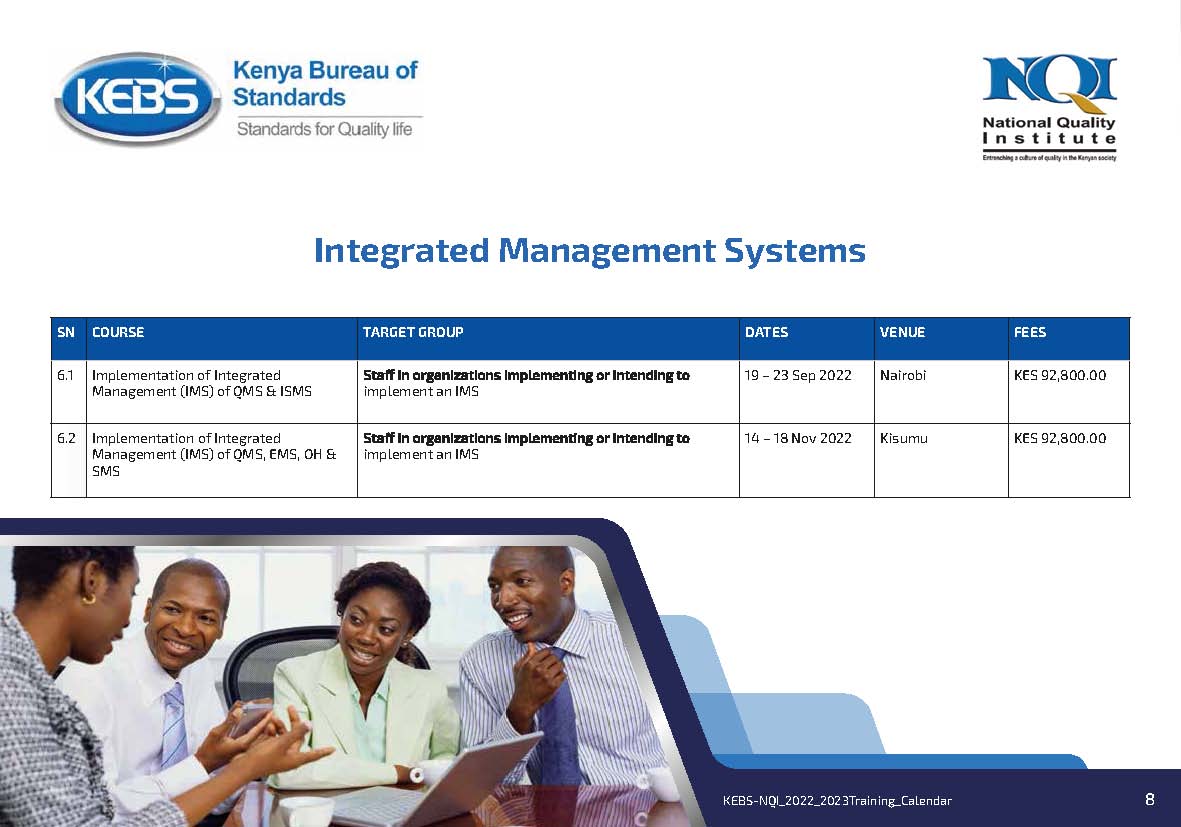 KEBS
Kenya Bureau of
Standards
Standards for Quality life
NQI
National Quality
Institute
Entrenching a culture of quality in the Kenyan society
Integrated Management Systems
SN COURSE TARGET GROUP DATES VENUE FEES
6.1 Implementation of Integrated Staff in organizations implementing or intending to 19 – 23 Sep 2022 Nairobi KES 92,800.00
Management (IMS) of QMS & ISMS implement an IMS
6.2 Implementation of Integrated Staff in organizations implementing or intending to 14 – 18 Nov 2022 Kisumu KES 92,800.00
Management (IMS) of QMS, EMS, OH & implement an IMS
SMS
KEBS-NQI_2022_2023Training_Calendar 8